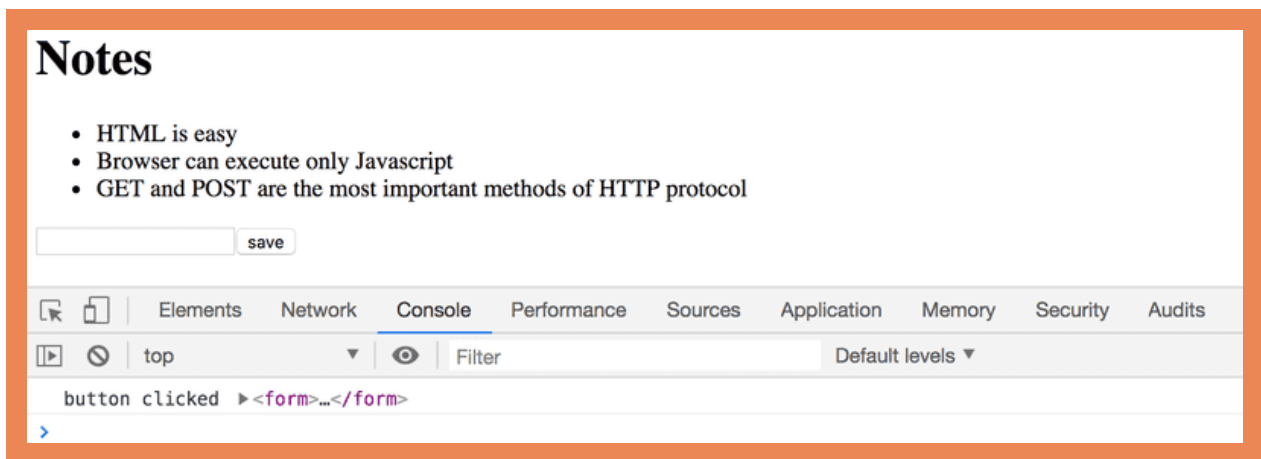 Notes
• HTML is easy
• Browser can execute only Javascript
• GET and POST are the most important methods of HTTP protocol
save
Elements Network Console Performance Sources Application Memory Security Audits
top ▼ Filter Default levels ▼
button clicked ▶<form>…</form>
>